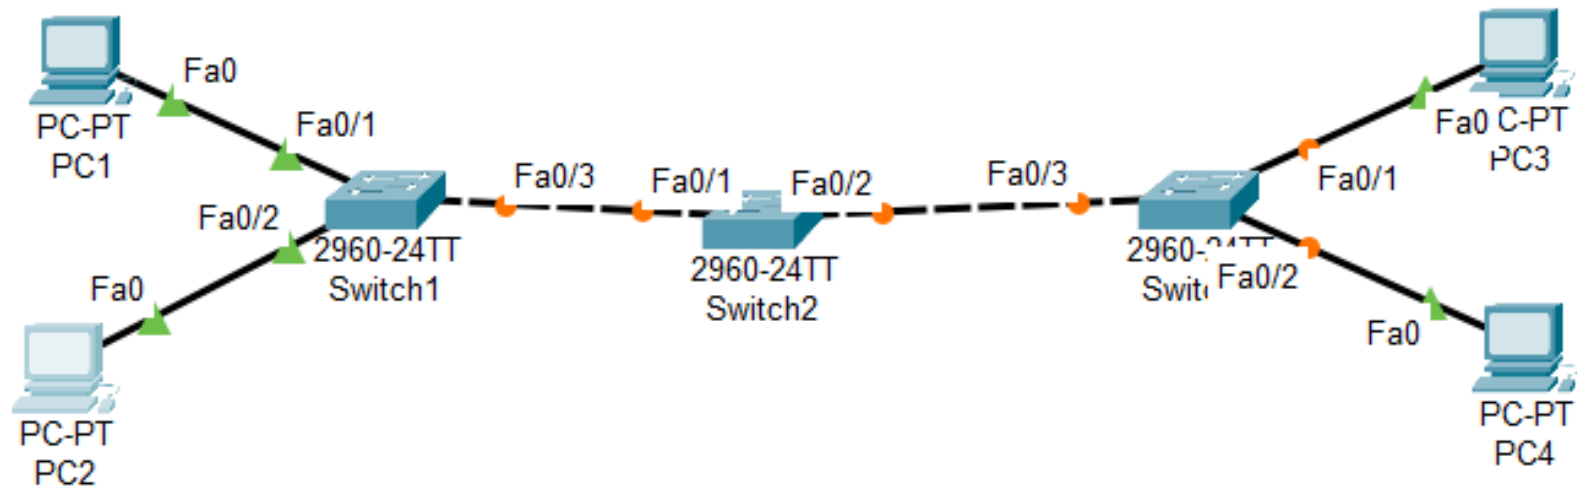 Fa0
Fa0/1
PC-PT
PC1
Fa0/2
Fa0
PC-PT
PC2
2960-24TT
Switch1
Fa0/3
Fa0/1
Fa0/2
2960-24TT
Switch2
Fa0/3
Fa0/1
Fa0/2
Fa0
PC3
Fa0
PC-PT
PC4